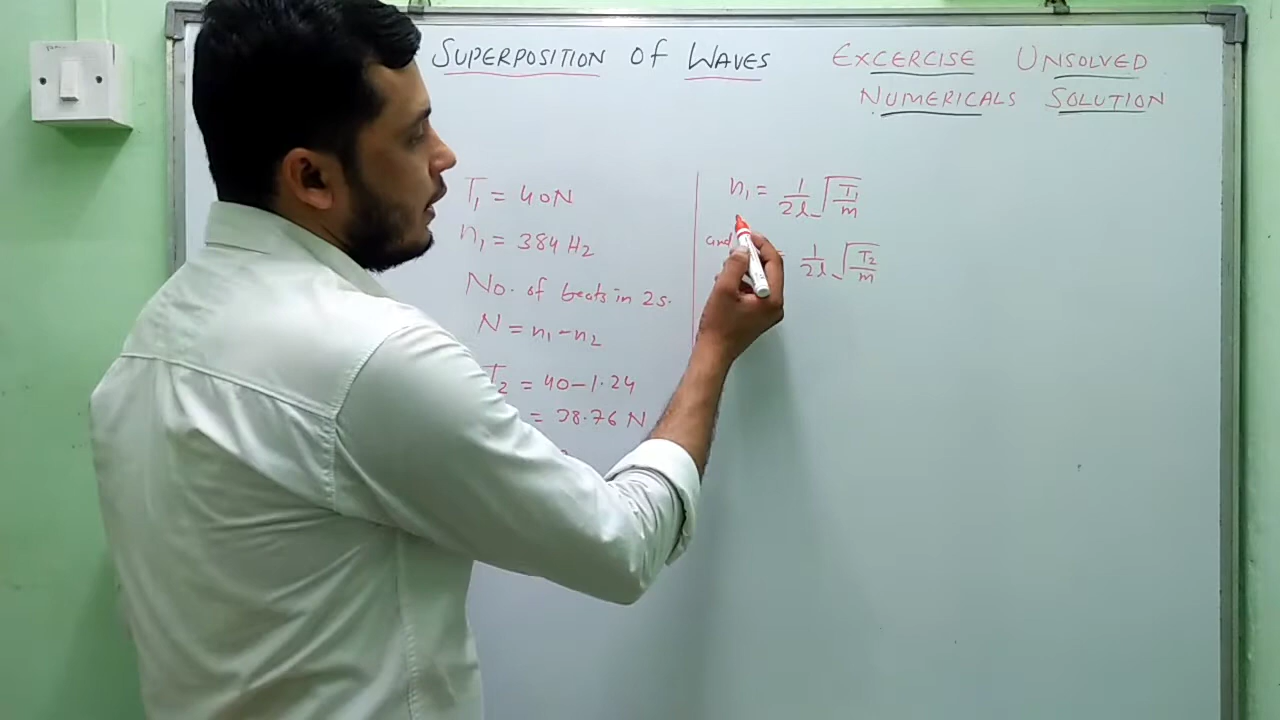 SUPERPOSITION OF WAVES
EXCERCISE UNSOLVED
NUMERICALS SOLUTION
T₁ = 40N
n₁ = 384 Hz
No. of beats in 2s.
N = n₁ - n₂
T₂ = 40 - 1.24
= 38.76 N
n₁ = 1/2l √T₁/m
and
= 1/2l √T₂/m